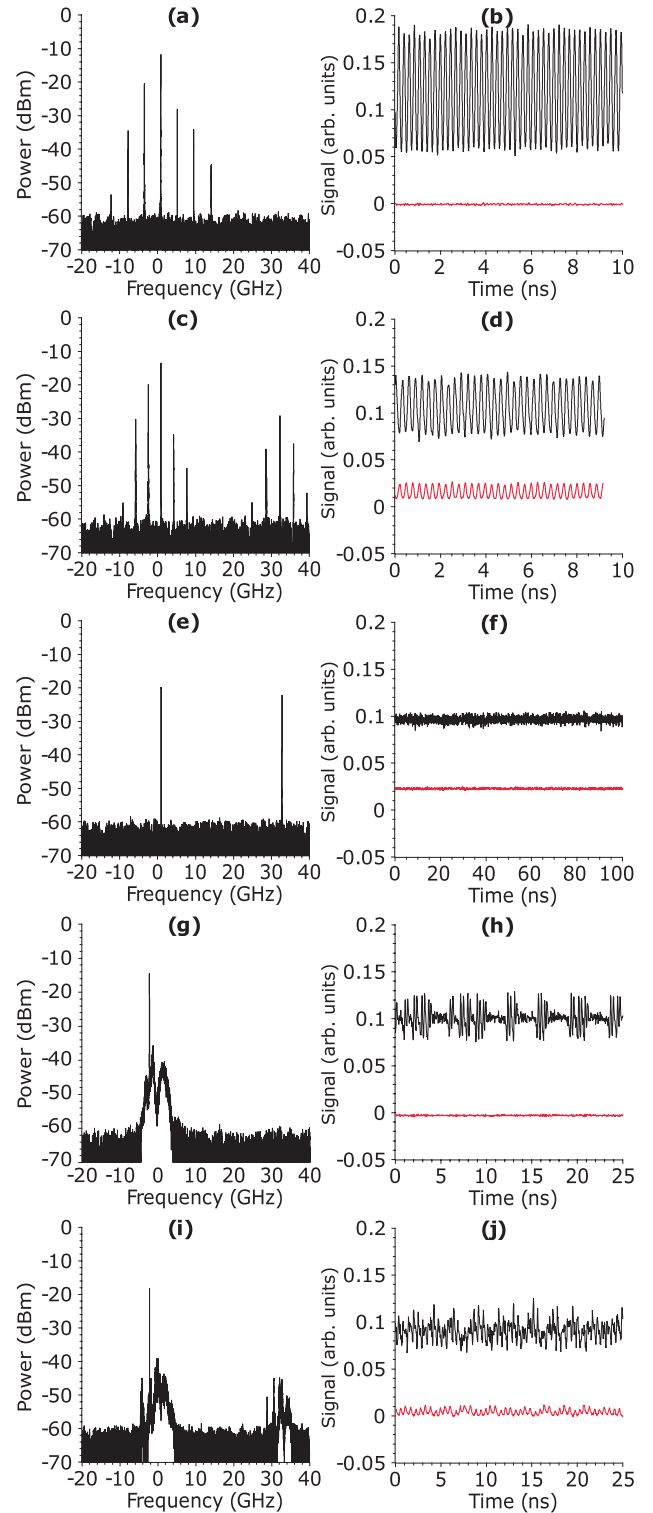 (a)
Power (dBm)
0
-10
-20
-30
-40
-50
-60
-70
-20 -10 0 10 20 30 40
Frequency (GHz)
(b)
Signal (arb. units)
0.2
0.15
0.1
0.05
0
-0.05
0 2 4 6 8 10
Time (ns)
(c)
Power (dBm)
0
-10
-20
-30
-40
-50
-60
-70
-20 -10 0 10 20 30 40
Frequency (GHz)
(d)
Signal (arb. units)
0.2
0.15
0.1
0.05
0
-0.05
0 2 4 6 8 10
Time (ns)
(e)
Power (dBm)
0
-10
-20
-30
-40
-50
-60
-70
-20 -10 0 10 20 30 40
Frequency (GHz)
(f)
Signal (arb. units)
0.2
0.15
0.1
0.05
0
-0.05
0 20 40 60 80 100
Time (ns)
(g)
Power (dBm)
0
-10
-20
-30
-40
-50
-60
-70
-20 -10 0 10 20 30 40
Frequency (GHz)
(h)
Signal (arb. units)
0.2
0.15
0.1
0.05
0
-0.05
0 5 10 15 20 25
Time (ns)
(i)
Power (dBm)
0
-10
-20
-30
-40
-50
-60
-70
-20 -10 0 10 20 30 40
Frequency (GHz)
(j)
Signal (arb. units)
0.2
0.15
0.1
0.05
0
-0.05
0 5 10 15 20 25
Time (ns)